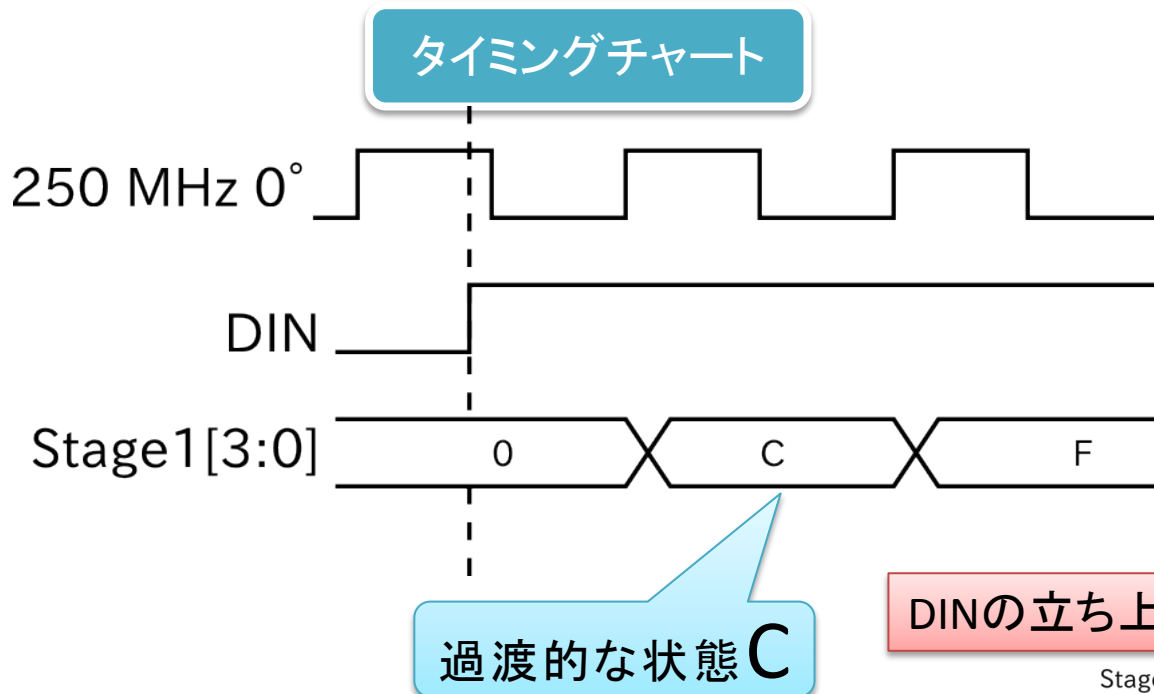 タイミングチャート
250 MHz 0°
DIN
Stage1[3:0]
0
C
F
過渡的な状態C
DINの立ち上
Stage